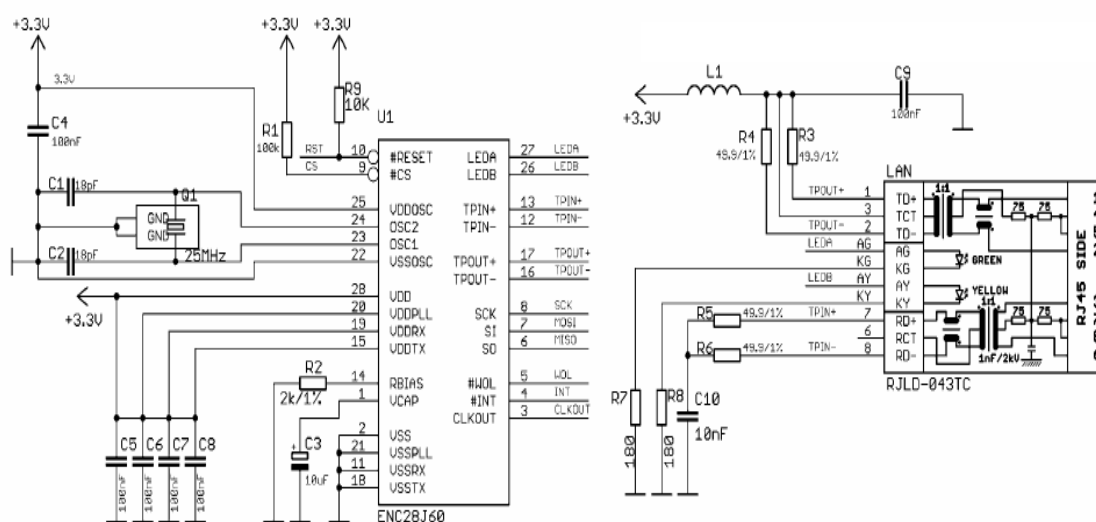 +3.3V
+3.3V +3.3V
3.3V
C4
100nF
R9
10K
R1
100k
U1
RST
CS
C1 18pF
Q1
GND
GND
25MHz
C2 18pF
+3.3V
10 #RESET LEDA 27 LEDA
9 #CS LEDB 26 LEDB
25 VDDOSC TPIN+ 13 TPIN+
24 OSC2 TPIN- 12 TPIN-
23 OSC1
22 VSSOSC TPOUT+ 17 TPOUT+
TPOUT- 16 TPOUT-
28 VDD
20 VDDPLL SCK 8 SCK
19 VDDRX SI 7 MOSI
15 VDDTX SO 6 MISO
R2
2k/1%
14 RBIAS #WOL 5 WOL
1 VCAP #INT 4 INT
CLKOUT 3 CLKOUT
2 VSS
21 VSSPLL
11 VSSRX
18 VSSTX
C5 C6 C7 C8
100nF 100nF 100nF 100nF
C3
+
10uF
ENC28J60
L1
+3.3V
C9
100nF
R4 R3
49.9/1% 49.9/1%
LAN
TPOUT+ 1 TD+ 1:1 75 75
3 TCT
TPOUT- 2 TD-
LEDA AG AG
KG KG GREEN
LEDB AY AY
KY KY YELLOW
R5 49.9/1% TPIN+ 7 RD+ 1:1 75 75
6 RCT
R6 49.9/1% TPIN- 8 RD-
1nF/2kV
RJ45 SIDE
RJLD-043TC
R7 R8
180 180
C10
10nF